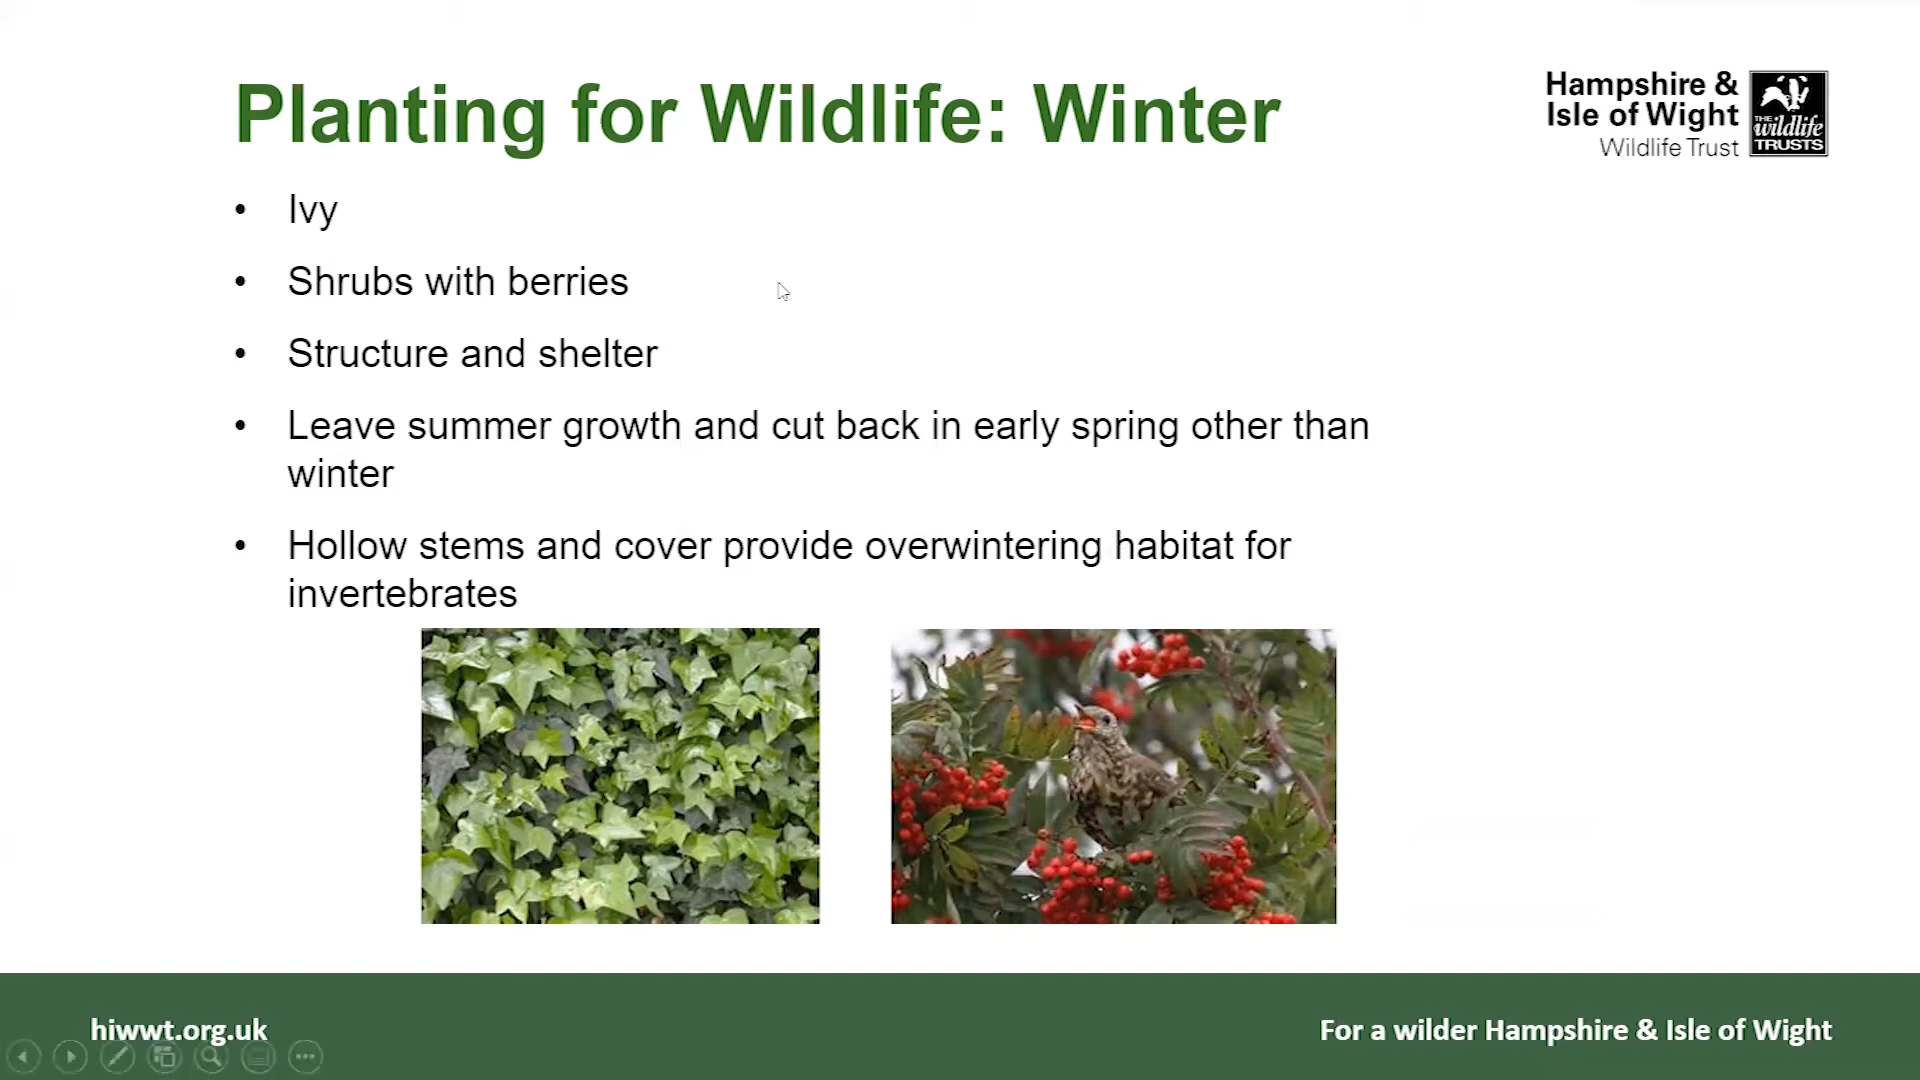 Planting for Wildlife: Winter
Hampshire &
Isle of Wight
Wildlife Trust
THE
wildlife
TRUSTS
• Ivy
• Shrubs with berries
• Structure and shelter
• Leave summer growth and cut back in early spring other than
winter
• Hollow stems and cover provide overwintering habitat for
invertebrates
hiwwt.org.uk
For a wilder Hampshire & Isle of Wight